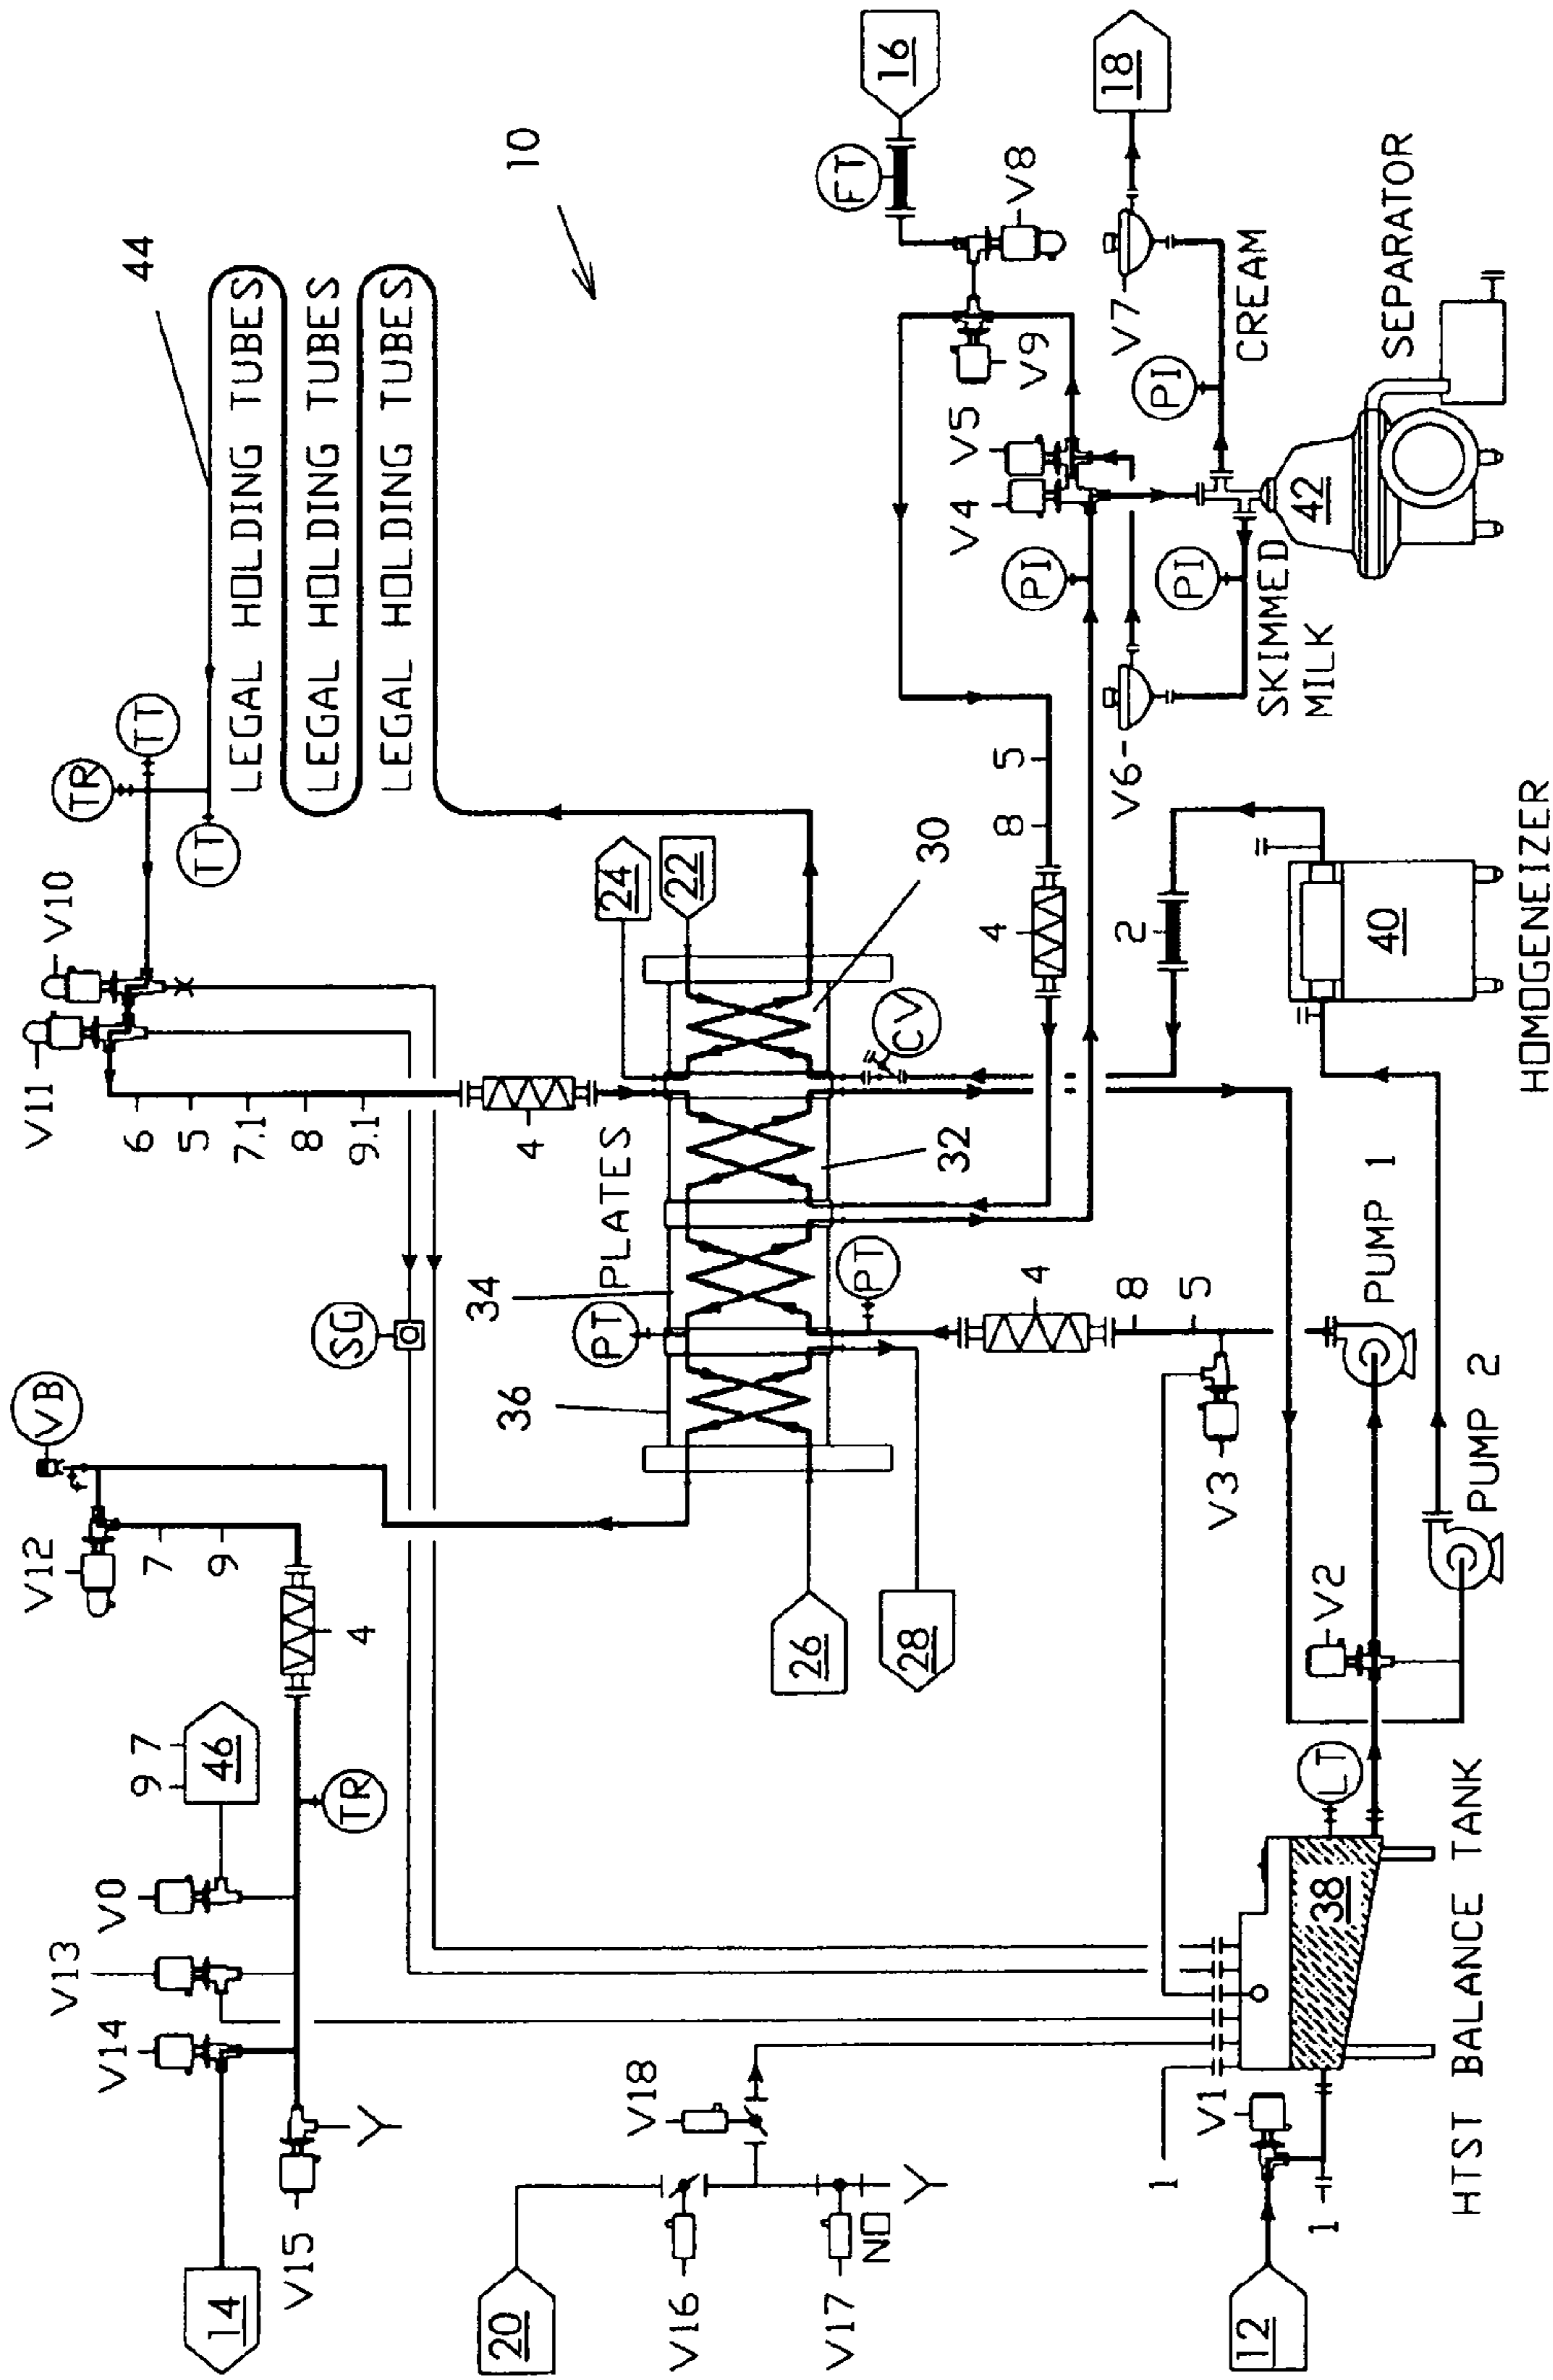 44
10
LEGAL HOLDING TUBES
LEGAL HOLDING TUBES
LEGAL HOLDING TUBES
TR
TT
TT
V10
V11
6
5
7.1
8
9.1
4
16
FT
V8
V9
18
V7
CREAM
PI
SEPARATOR
V5
V4
PI
PI
42
SKIMMED
MILK
V6
5
8
4
2
24
22
30
CV
40
HOMOGENEIZER
PLATES
32
34
PT
PT
36
SG
VB
4
8
5
PUMP 1
V3
PUMP 2
V2
V12
7
9
4
26
28
9 7
46
TR
V0
V13
V14
V15
14
LT
38
HTST BALANCE TANK
V18
V16
V17
NO
20
1
V1
1
12